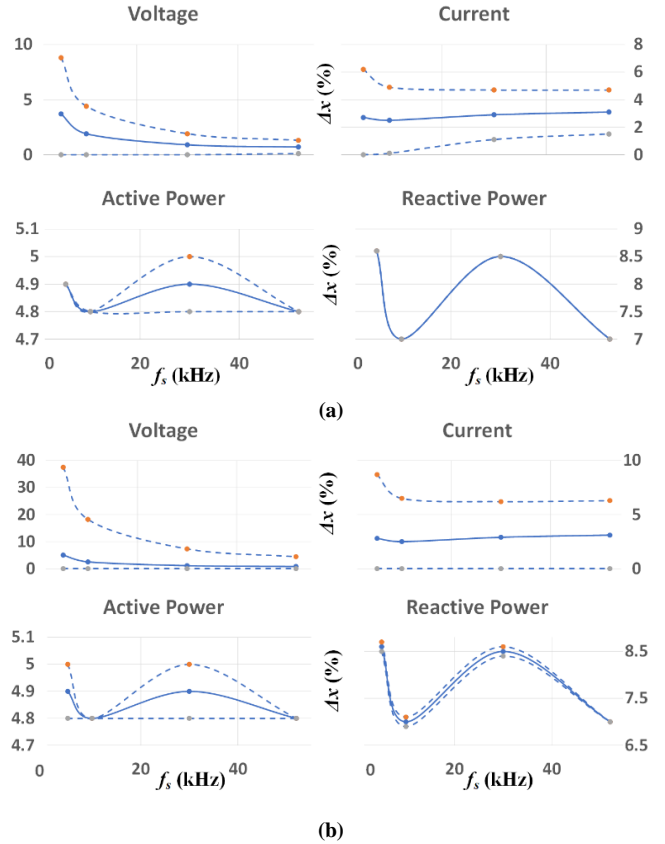 Voltage
10
5
0
Current
8
6
4
2
0
Δx (%)
Active Power
5.1
5
4.9
4.8
4.7
0
20
40
fs (kHz)
Reactive Power
9
8.5
8
7.5
7
Δx (%)
0
20
40
fs (kHz)
(a)
Voltage
40
30
20
10
0
Current
10
5
0
Δx (%)
Active Power
5.1
5
4.9
4.8
4.7
0
20
40
fs (kHz)
Reactive Power
8.5
7.5
6.5
Δx (%)
0
20
40
fs (kHz)
(b)